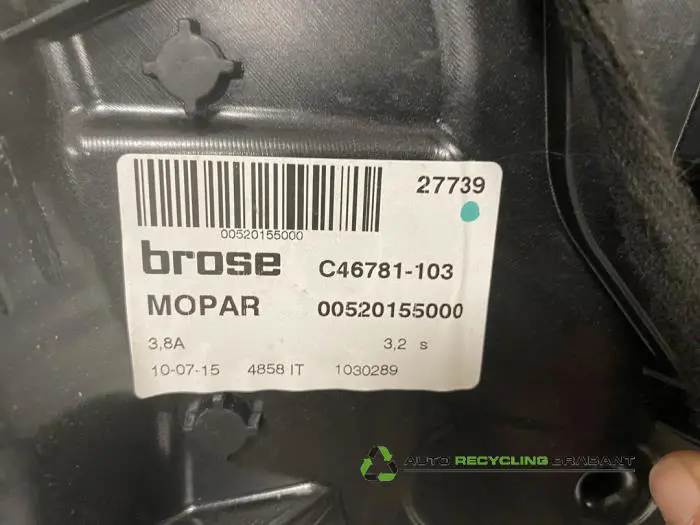 27739
00520155000
brose C46781-103
MOPAR 00520155000
3,8A 3,2 s
10-07-15 4858 IT 1030289
AUTO RECYCLING BRABANT